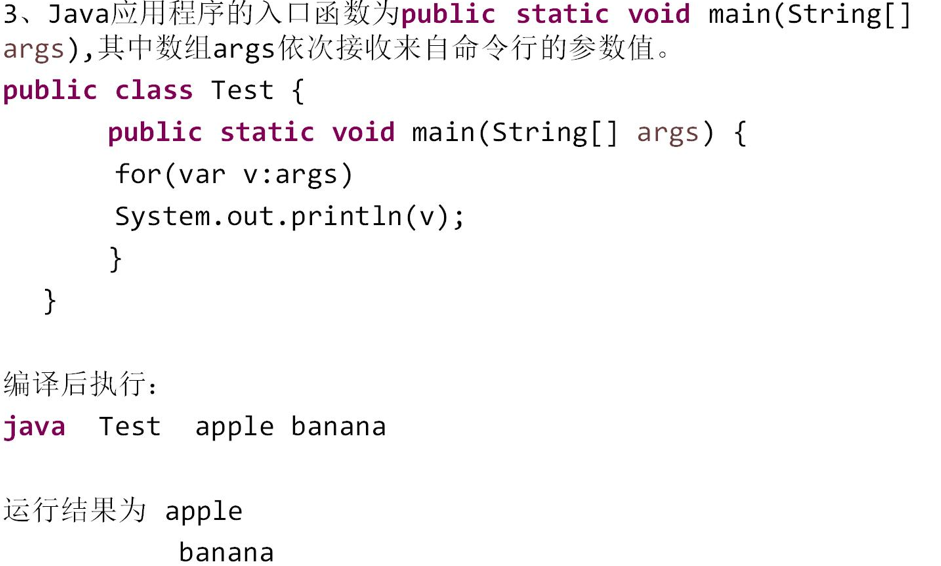 3、Java应用程序的入口函数为public static void main(String[]
args),其中数组args依次接收来自命令行的参数值。
public class Test {
public static void main(String[] args) {
for(var v:args)
System.out.println(v);
}
}
编译后执行：
java Test apple banana
运行结果为 apple
banana